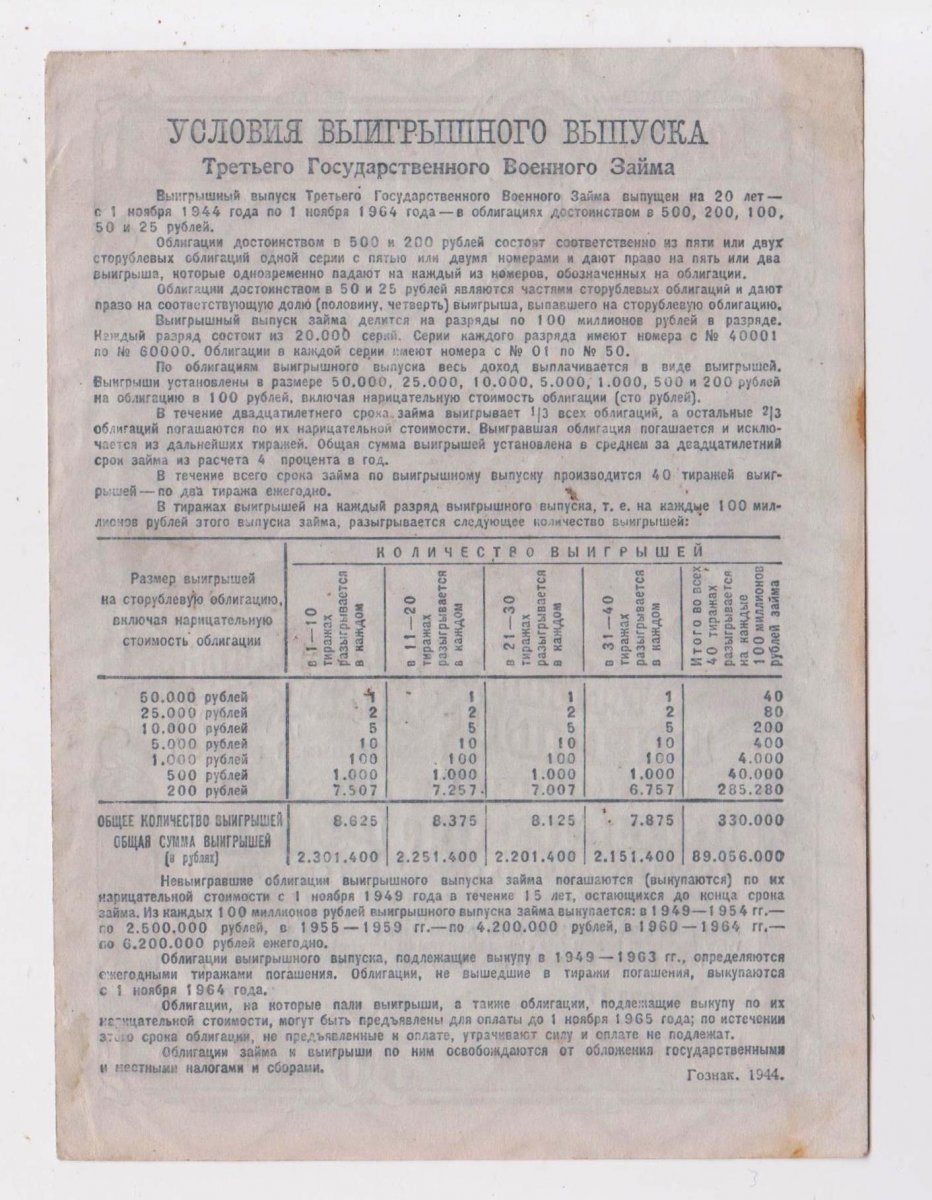 УСЛОВИЯ ВЫИГРЫШНОГО ВЫПУСКА
Третьего Государственного Военного Займа
Выигрышный выпуск Третьего Государственного Военного Займа выпущен на 20 лет—
с 1 ноября 1944 года по 1 ноября 1964 года—в облигациях достоинством в 500, 200, 100,
50 и 25 рублей.
Облигации достоинством в 500 и 200 рублей состоят соответственно из пяти или двух
сторублевых облигаций одной серии с пятью или двумя номерами и дают право на пять или два
выигрыша, которые одновременно падают на каждый из номеров, обозначенных на облигации.
Облигации достоинством в 50 и 25 рублей являются частями сторублевых облигаций и дают
право на соответствующую долю (половину, четверть) выигрыша, выпавшего на сторублевую облигацию.
Выигрышный выпуск займа делится на разряды по 100 миллионов рублей в разряде.
Каждый разряд состоит из 20.000 серий. Серии каждого разряда имеют номера с № 40001
по № 60000. Облигации в каждой серии имеют номера с № 01 по № 50.
По облигациям выигрышного выпуска весь доход выплачивается в виде выигрышей.
Выигрыши установлены в размере 50.000, 25.000, 10.000, 5.000, 1.000, 500 и 200 рублей
на облигацию в 100 рублей, включая нарицательную стоимость облигации (сто рублей).
В течение двадцатилетнего срока займа выигрывает 1|3 всех облигаций, а остальные 2|3
облигаций погашаются по их нарицательной стоимости. Выигравшая облигация погашается и исклю-
чается из дальнейших тиражей. Общая сумма выигрышей установлена в среднем за двадцатилетний
срок займа из расчета 4 процента в год.
В течение всего срока займа по выигрышному выпуску производится 40 тиражей выиг-
рышей—по два тиража ежегодно.
В тиражах выигрышей на каждый разряд выигрышного выпуска, т. е. на каждые 100 мил-
лионов рублей этого выпуска займа, разыгрывается следующее количество выигрышей:
Размер выигрышей
на сторублевую облигацию,
включая нарицательную
стоимость облигации
КОЛИЧЕСТВО ВЫИГРЫШЕЙ
в 1—10
тиражах
разыгрывается
в каждом
в 11—20
тиражах
разыгрывается
в каждом
в 21—30
тиражах
разыгрывается
в каждом
в 31—40
тиражах
разыгрывается
в каждом
Итого во всех
40 тиражах
разыгрывается
на каждые
100 миллионов
рублей займа
50.000 рублей 1 1 1 1 40
25.000 рублей 2 2 2 2 80
10.000 рублей 5 5 5 5 200
5.000 рублей 10 10 10 10 400
1.000 рублей 100 100 100 100 4.000
500 рублей 1.000 1.000 1.000 1.000 40.000
200 рублей 7.507 7.257 7.007 6.757 285.280
ОБЩЕЕ КОЛИЧЕСТВО ВЫИГРЫШЕЙ 8.625 8.375 8.125 7.875 330.000
ОБЩАЯ СУММА ВЫИГРЫШЕЙ
(в рублях) 2.301.400 2.251.400 2.201.400 2.151.400 89.056.000
Невыигравшие облигации выигрышного выпуска займа погашаются (выкупаются) по их
нарицательной стоимости с 1 ноября 1949 года в течение 15 лет, остающихся до конца срока
займа. Из каждых 100 миллионов рублей выигрышного выпуска займа выкупается: в 1949—1954 гг.—
по 2.500.000 рублей, в 1955—1959 гг.—по 4.200.000 рублей, в 1960—1964 гг.—
по 6.200.000 рублей ежегодно.
Облигации выигрышного выпуска, подлежащие выкупу в 1949—1963 гг., определяются
ежегодными тиражами погашения. Облигации, не вышедшие в тиражи погашения, выкупаются
с 1 ноября 1964 года.
Облигации, на которые пали выигрыши, а также облигации, подлежащие выкупу по их
нарицательной стоимости, могут быть предъявлены для оплаты до 1 ноября 1965 года; по истечении
этого срока облигации, не предъявленные к оплате, утрачивают силу и оплате не подлежат.
Облигации займа и выигрыши по ним освобождаются от обложения государственными
и местными налогами и сборами.
Гознак. 1944.
3